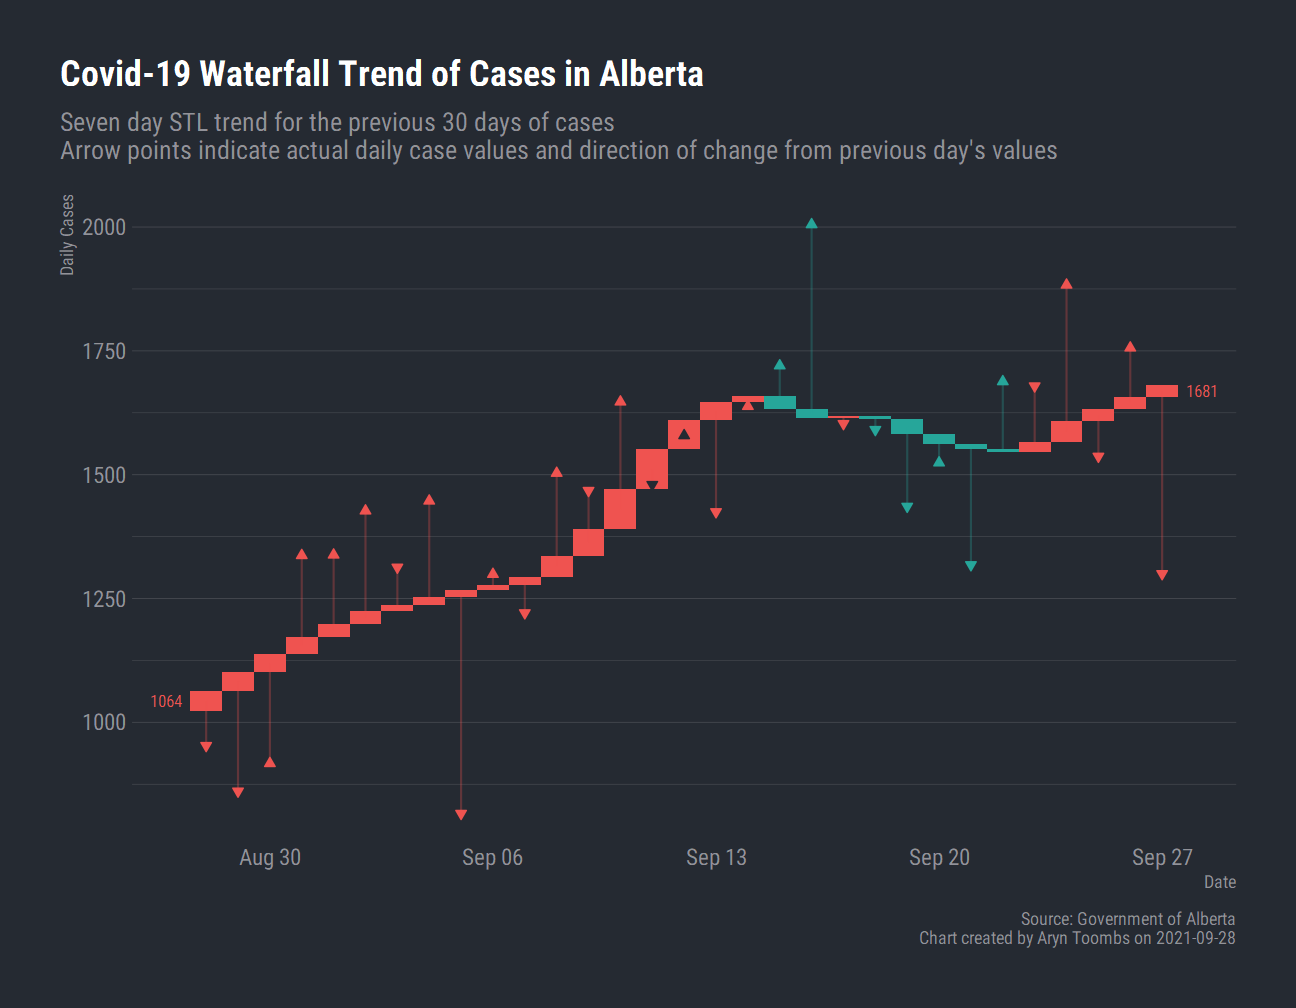 Covid-19 Waterfall Trend of Cases in Alberta
Seven day STL trend for the previous 30 days of cases
Arrow points indicate actual daily case values and direction of change from previous day's values
Daily Cases
2000
1750
1500
1250
1000
1064
1681
Aug 30
Sep 06
Sep 13
Sep 20
Sep 27
Date
Source: Government of Alberta
Chart created by Aryn Toombs on 2021-09-28